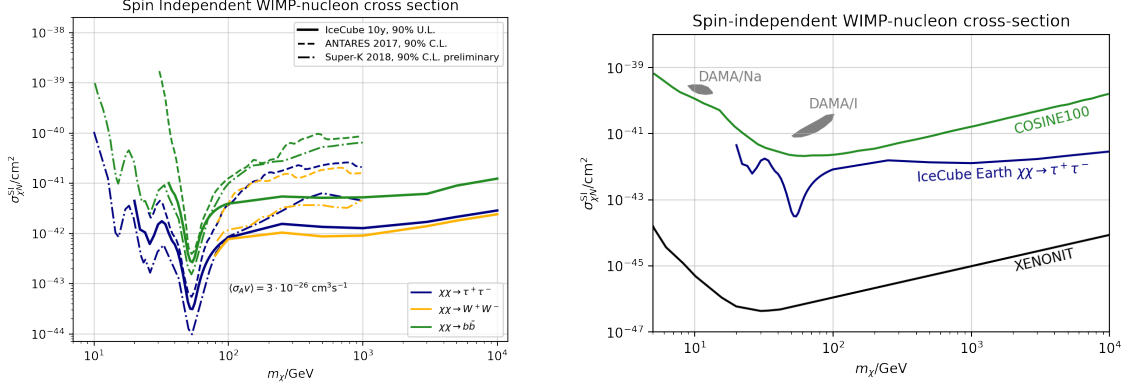 Spin Independent WIMP-nucleon cross section
10⁻³⁸
10⁻³⁹
10⁻⁴⁰
10⁻⁴¹
10⁻⁴²
10⁻⁴³
10⁻⁴⁴
σ^SI_χN/cm²
IceCube 10y, 90% U.L.
ANTARES 2017, 90% C.L.
Super-K 2018, 90% C.L. preliminary
⟨σ_A v⟩ = 3 · 10⁻²⁶ cm³s⁻¹
χχ → τ⁺τ⁻
χχ → W⁺W⁻
χχ → bb̄
10¹ 10² 10³ 10⁴
m_χ/GeV
Spin-independent WIMP-nucleon cross-section
10⁻³⁹
10⁻⁴¹
10⁻⁴³
10⁻⁴⁵
10⁻⁴⁷
σ^SI_χN/cm²
DAMA/Na
DAMA/I
COSINE100
IceCube Earth χχ → τ⁺τ⁻
XENONIT
10¹ 10² 10³ 10⁴
m_χ/GeV